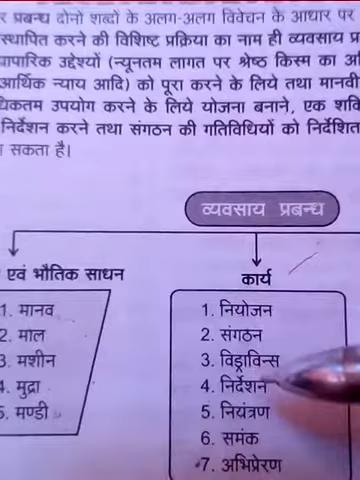 र प्रबन्ध दोनो शब्दों के अलग-अलग विवेचन के आधार पर
स्थापित करने की विशिष्ट प्रक्रिया का नाम ही व्यवसाय प्र
पारिक उद्देश्यों (न्यूनतम लागत पर श्रेष्ठ किस्म का अ
आर्थिक न्याय आदि) को पूरा करने के लिये तथा मानवी
धिकतम उपयोग करने के लिये योजना बनाने, एक शक्ति
निर्देशन करने तथा संगठन की गतिविधियों को निर्देशित
ा सकता है।
व्यवसाय प्रबन्ध
एवं भौतिक साधन
1. मानव
2. माल
3. मशीन
4. मुद्रा
5. मण्डी
कार्य
1. नियोजन
2. संगठन
3. विड्राविन्स
4. निर्देशन
5. नियंत्रण
6. समंक
7. अभिप्रेरण